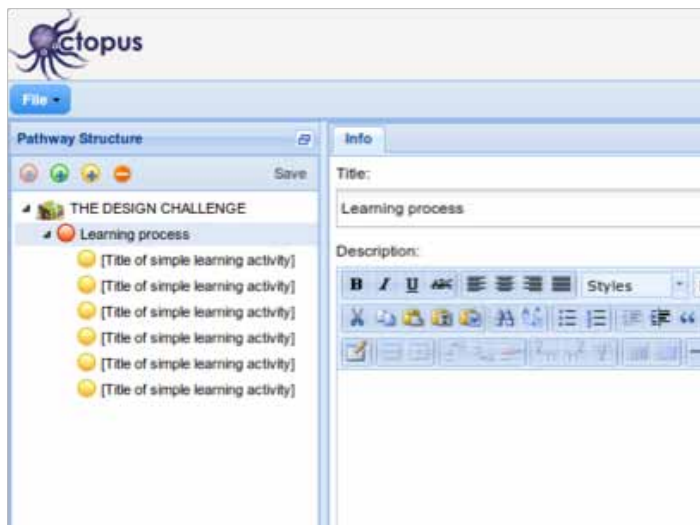 Octopus
File
Pathway Structure
Info
Save
Title:
THE DESIGN CHALLENGE
Learning process
Learning process
Description:
[Title of simple learning activity]
[Title of simple learning activity]
[Title of simple learning activity]
[Title of simple learning activity]
[Title of simple learning activity]
[Title of simple learning activity]
B I U ABC
Styles